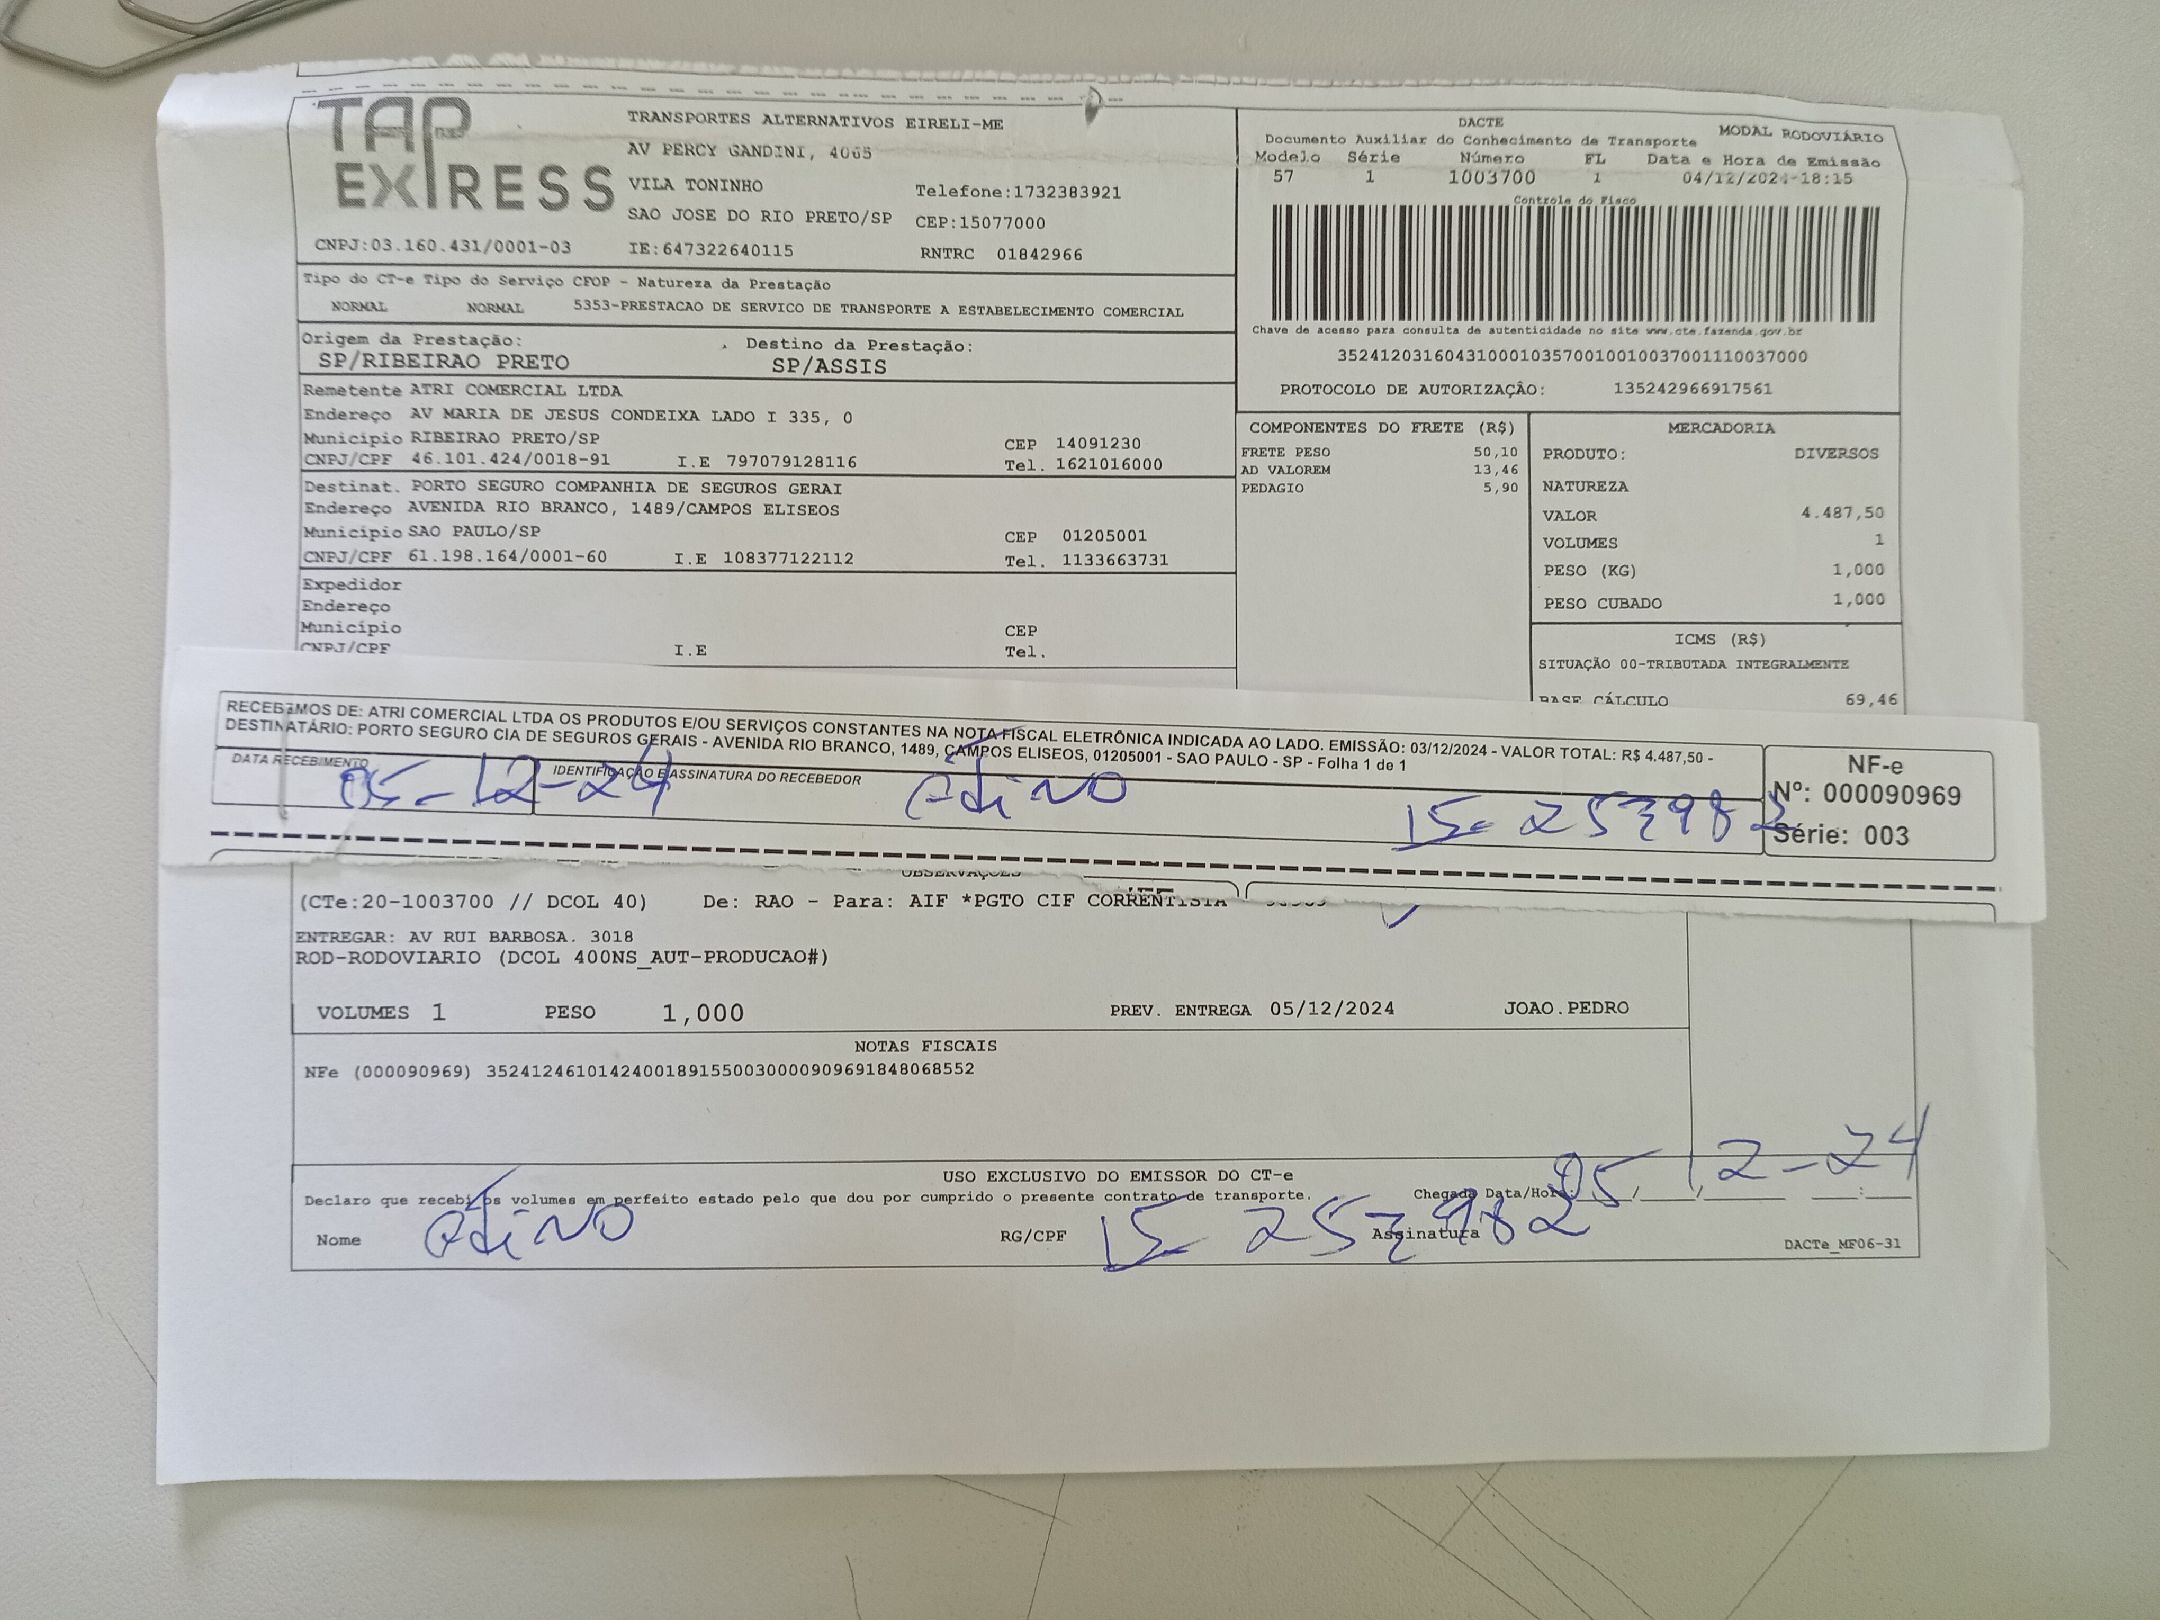 TAP EXPRESS
TRANSPORTES ALTERNATIVOS EIRELI-ME
AV PERCY GANDINI, 4065
VILA TONINHO Telefone:1732383921
SAO JOSE DO RIO PRETO/SP CEP:15077000
CNPJ:03.160.431/0001-03 IE:647322640115 RNTRC 01842966
DACTE MODAL RODOVIÁRIO
Documento Auxiliar do Conhecimento de Transporte
Modelo Série Número FL Data e Hora de Emissão
57 1 1003700 1 04/12/2024-18:15
Controle do Fisco
Chave de acesso para consulta de autenticidade no site www.cte.fazenda.gov.br
35241203160431000103570010010037001110037000
PROTOCOLO DE AUTORIZAÇÃO: 135242966917561
Tipo do CT-e Tipo do Serviço CFOP - Natureza da Prestação
NORMAL NORMAL 5353-PRESTACAO DE SERVICO DE TRANSPORTE A ESTABELECIMENTO COMERCIAL
Origem da Prestação: Destino da Prestação:
SP/RIBEIRAO PRETO SP/ASSIS
Remetente ATRI COMERCIAL LTDA
Endereço AV MARIA DE JESUS CONDEIXA LADO I 335, 0
Município RIBEIRAO PRETO/SP CEP 14091230
CNPJ/CPF 46.101.424/0018-91 I.E 797079128116 Tel. 1621016000
Destinat. PORTO SEGURO COMPANHIA DE SEGUROS GERAI
Endereço AVENIDA RIO BRANCO, 1489/CAMPOS ELISEOS
Município SAO PAULO/SP CEP 01205001
CNPJ/CPF 61.198.164/0001-60 I.E 108377122112 Tel. 1133663731
Expedidor
Endereço
Município CEP
CNPJ/CPF I.E Tel.
COMPONENTES DO FRETE (R$)
FRETE PESO 50,10
AD VALOREM 13,46
PEDAGIO 5,90
MERCADORIA
PRODUTO: DIVERSOS
NATUREZA
VALOR 4.487,50
VOLUMES 1
PESO (KG) 1,000
PESO CUBADO 1,000
ICMS (R$)
SITUAÇÃO 00-TRIBUTADA INTEGRALMENTE
BASE CÁLCULO 69,46
RECEBEMOS DE: ATRI COMERCIAL LTDA OS PRODUTOS E/OU SERVIÇOS CONSTANTES NA NOTA FISCAL ELETRÔNICA INDICADA AO LADO. EMISSÃO: 03/12/2024 - VALOR TOTAL: R$ 4.487,50 -
DESTINATÁRIO: PORTO SEGURO CIA DE SEGUROS GERAIS - AVENIDA RIO BRANCO, 1489, CAMPOS ELISEOS, 01205001 - SAO PAULO - SP - Folha 1 de 1
DATA RECEBIMENTO IDENTIFICAÇÃO E ASSINATURA DO RECEBEDOR
05-12-24
NF-e
Nº: 000090969
Série: 003
OBSERVAÇÕES
(CTe:20-1003700 // DCOL 40) De: RAO - Para: AIF *PGTO CIF CORRENTISTA
ENTREGAR: AV RUI BARBOSA. 3018
ROD-RODOVIARIO (DCOL 400NS_AUT-PRODUCAO#)
VOLUMES 1 PESO 1,000 PREV. ENTREGA 05/12/2024 JOAO.PEDRO
NOTAS FISCAIS
NFe (000090969) 35241246101424001891550030000909691848068552
USO EXCLUSIVO DO EMISSOR DO CT-e
Declaro que recebi os volumes em perfeito estado pelo que dou por cumprido o presente contrato de transporte. Chegada Data/Hora: 05 12-24
Nome RG/CPF Assinatura
DACTe_MF06-31